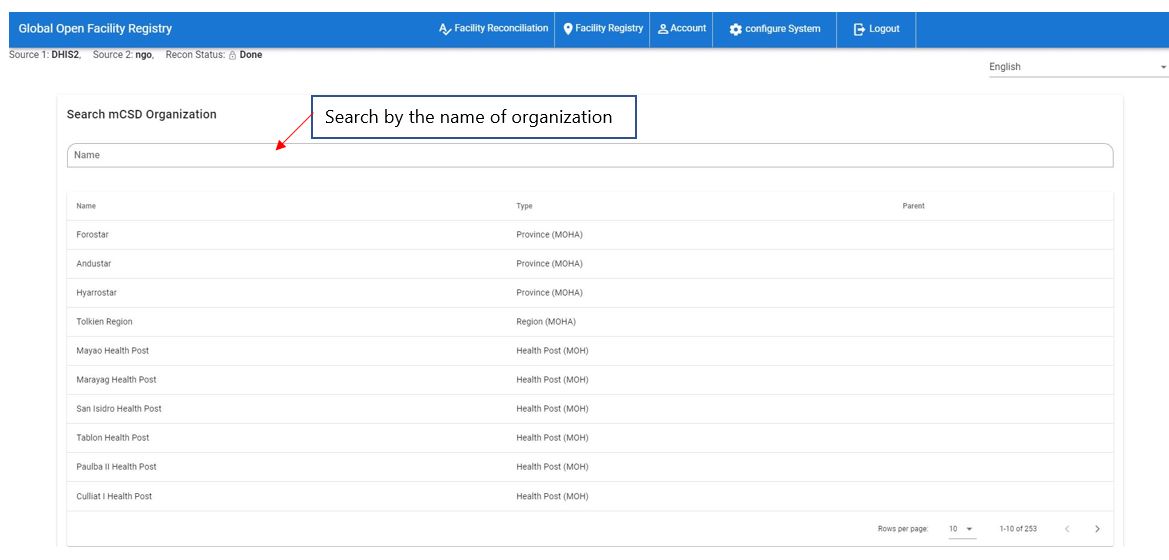 Global Open Facility Registry Facility Reconciliation Facility Registry Account configure System Logout
Source 1: DHIS2, Source 2: ngo, Recon Status: Done
English
Search mCSD Organization
Search by the name of organization
Name
Name Type Parent
Forostar Province (MOHA)
Andustar Province (MOHA)
Hyarrostar Province (MOHA)
Tolkien Region Region (MOHA)
Mayao Health Post Health Post (MOH)
Marayag Health Post Health Post (MOH)
San Isidro Health Post Health Post (MOH)
Tablon Health Post Health Post (MOH)
Paulba II Health Post Health Post (MOH)
Culliat I Health Post Health Post (MOH)
Rows per page: 10 1-10 of 253